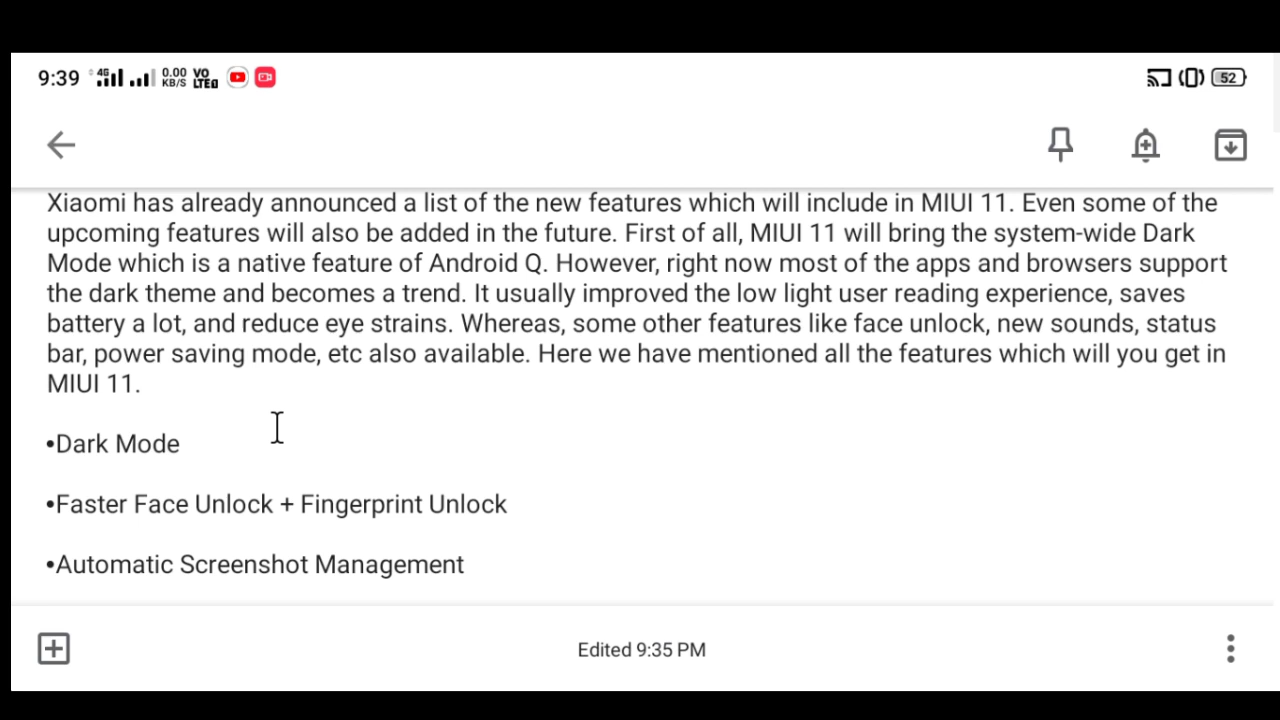 9:39 4G 0.00 KB/S VO LTE 52
Xiaomi has already announced a list of the new features which will include in MIUI 11. Even some of the
upcoming features will also be added in the future. First of all, MIUI 11 will bring the system-wide Dark
Mode which is a native feature of Android Q. However, right now most of the apps and browsers support
the dark theme and becomes a trend. It usually improved the low light user reading experience, saves
battery a lot, and reduce eye strains. Whereas, some other features like face unlock, new sounds, status
bar, power saving mode, etc also available. Here we have mentioned all the features which will you get in
MIUI 11.
•Dark Mode
•Faster Face Unlock + Fingerprint Unlock
•Automatic Screenshot Management
Edited 9:35 PM